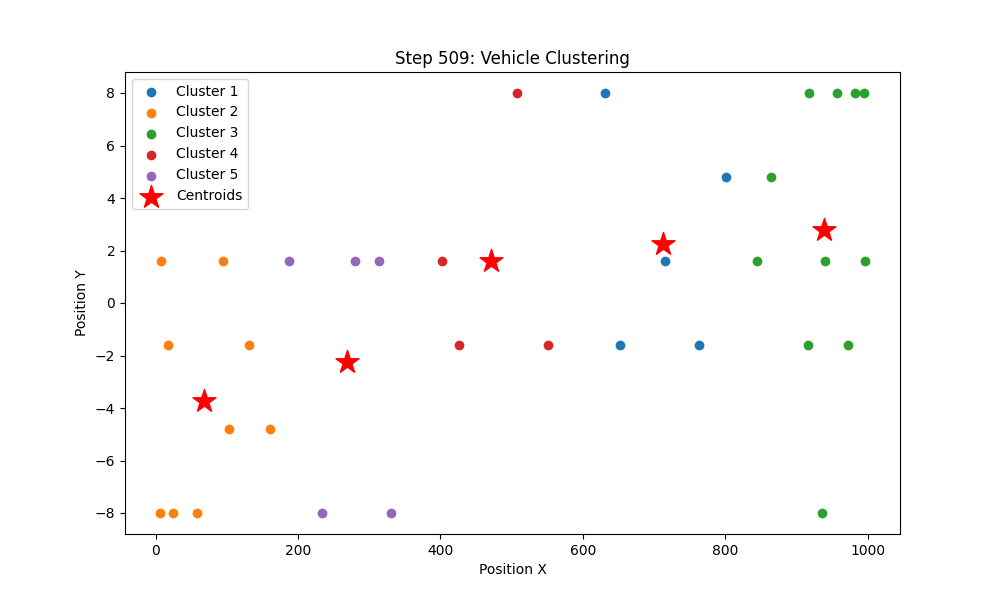 Step 509: Vehicle Clustering
Cluster 1
Cluster 2
Cluster 3
Cluster 4
Cluster 5
Centroids
Position Y
8
6
4
2
0
−2
−4
−6
−8
0 200 400 600 800 1000
Position X